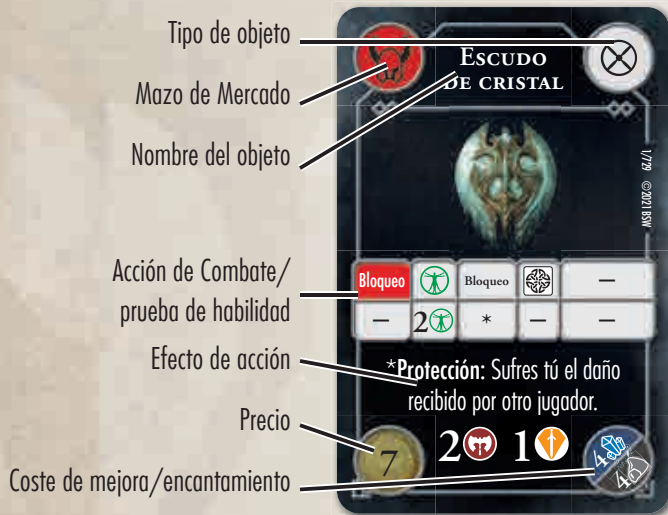 Tipo de objeto
Mazo de Mercado
Nombre del objeto
Acción de Combate/
prueba de habilidad
Efecto de acción
Precio
Coste de mejora/encantamiento
ESCUDO
DE CRISTAL
1/729 ©2021 BSW
Bloqueo Bloqueo –
– 2 * – –
*Protección: Sufres tú el daño
recibido por otro jugador.
7 2 1 4
4